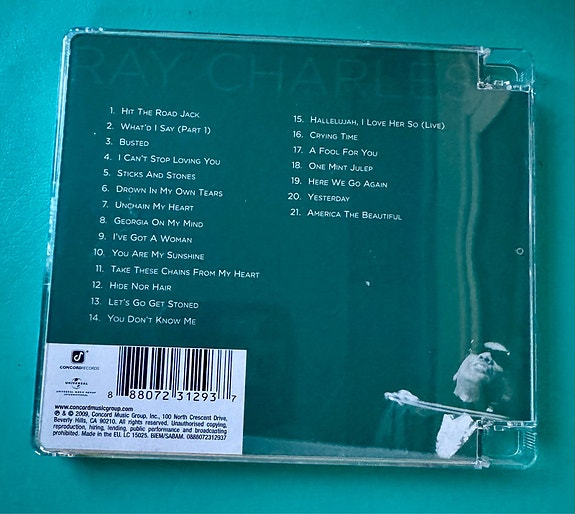 RAY CHARLES
1. HIT THE ROAD JACK
2. WHAT'D I SAY (PART 1)
3. BUSTED
4. I CAN'T STOP LOVING YOU
5. STICKS AND STONES
6. DROWN IN MY OWN TEARS
7. UNCHAIN MY HEART
8. GEORGIA ON MY MIND
9. I'VE GOT A WOMAN
10. YOU ARE MY SUNSHINE
11. TAKE THESE CHAINS FROM MY HEART
12. HIDE NOR HAIR
13. LET'S GO GET STONED
14. YOU DON'T KNOW ME
15. HALLELUJAH, I LOVE HER SO (LIVE)
16. CRYING TIME
17. A FOOL FOR YOU
18. ONE MINT JULEP
19. HERE WE GO AGAIN
20. YESTERDAY
21. AMERICA THE BEAUTIFUL
CONCORDRECORDS
UNIVERSAL
UNIVERSAL MUSIC GROUP
INTERNATIONAL
8 88072 31293 7
www.concordmusicgroup.com
℗ & © 2009, Concord Music Group, Inc., 100 North Crescent Drive,
Beverly Hills, CA 90210. All rights reserved. Unauthorised copying,
reproduction, hiring, lending, public performance and broadcasting
prohibited. Made in the EU. LC 15025. BIEM/SABAM. 0888072312937